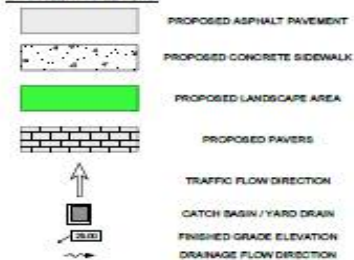 PROPOSED ASPHALT PAVEMENT
PROPOSED CONCRETE SIDEWALK
PROPOSED LANDSCAPE AREA
PROPOSED PAVERS
TRAFFIC FLOW DIRECTION
CATCH BASIN / YARD DRAIN
FINISHED GRADE ELEVATION
DRAINAGE FLOW DIRECTION